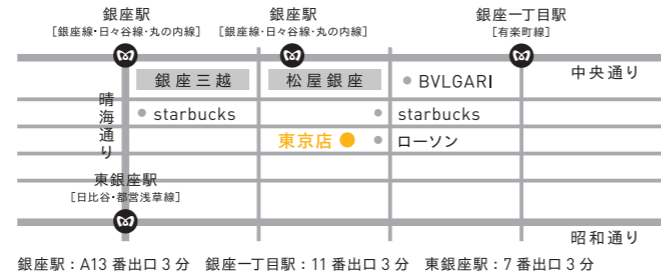 銀座駅
[銀座線・日々谷線・丸の内線]
銀座駅
[銀座線・日々谷線・丸の内線]
銀座一丁目駅
[有楽町線]
中央通り
銀座三越
松屋銀座
BVLGARI
晴海通り
starbucks
starbucks
東京店
ローソン
東銀座駅
[日比谷・都営浅草線]
昭和通り
銀座駅：A13 番出口 3 分　銀座一丁目駅：11 番出口 3 分　東銀座駅：7 番出口 3 分